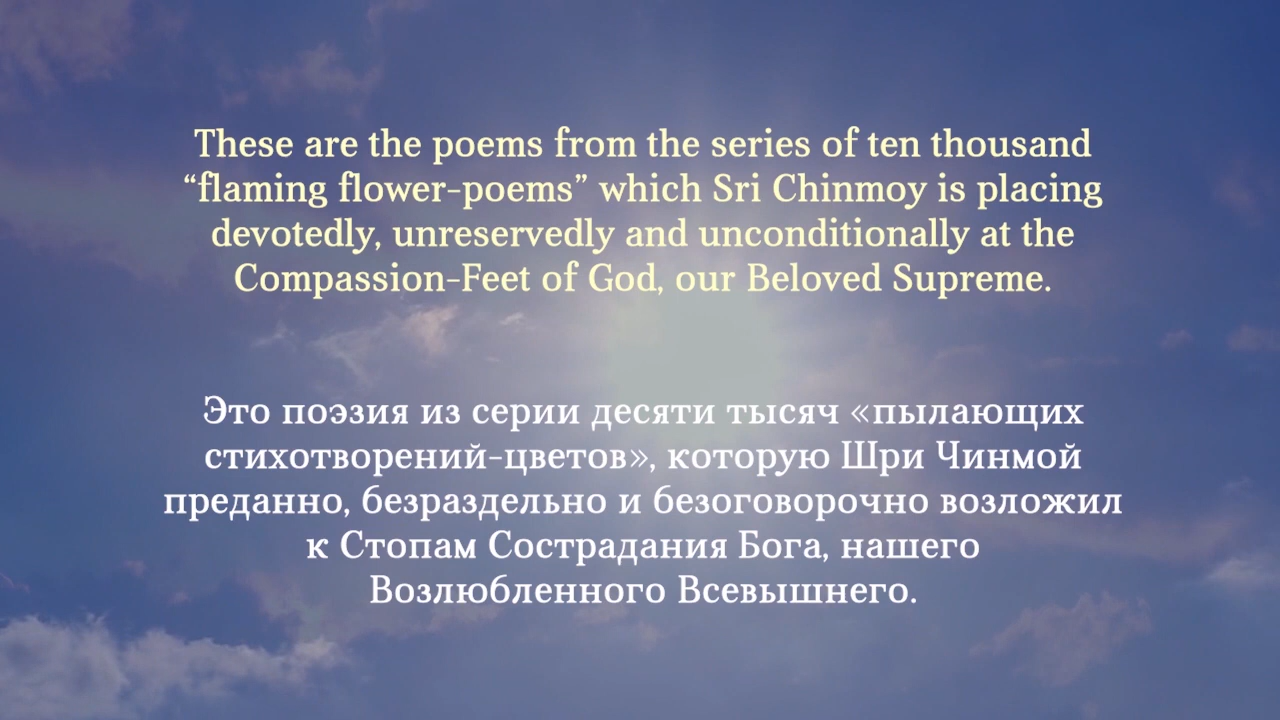 These are the poems from the series of ten thousand
“flaming flower-poems” which Sri Chinmoy is placing
devotedly, unreservedly and unconditionally at the
Compassion-Feet of God, our Beloved Supreme.
Это поэзия из серии десяти тысяч «пылающих
стихотворений-цветов», которую Шри Чинмой
преданно, безраздельно и безоговорочно возложил
к Стопам Сострадания Бога, нашего
Возлюбленного Всевышнего.